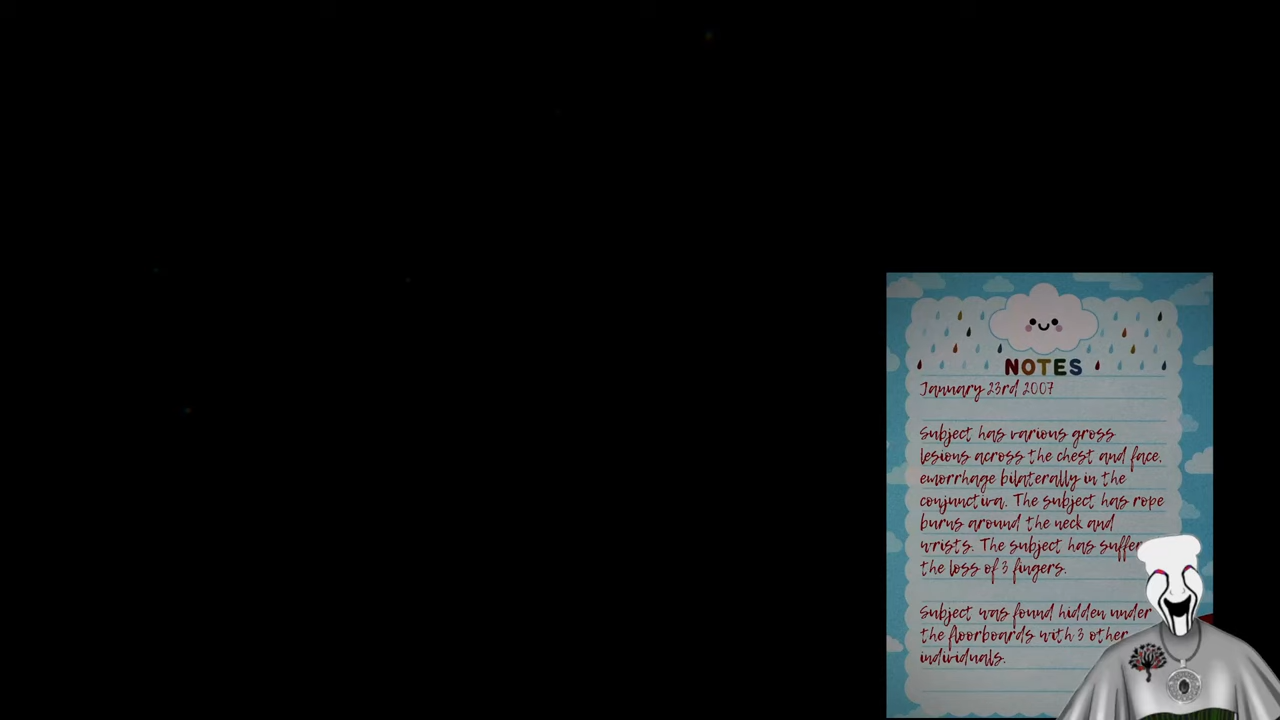 NOTES
January 23rd 2007
Subject has various gross
lesions across the chest and face,
emorrhage bilaterally in the
conjunctiva. The subject has rope
burns around the neck and
wrists. The subject has
the loss of 3 fingers.
Subject was found hidden under
the floorboards with 3 other
individuals.